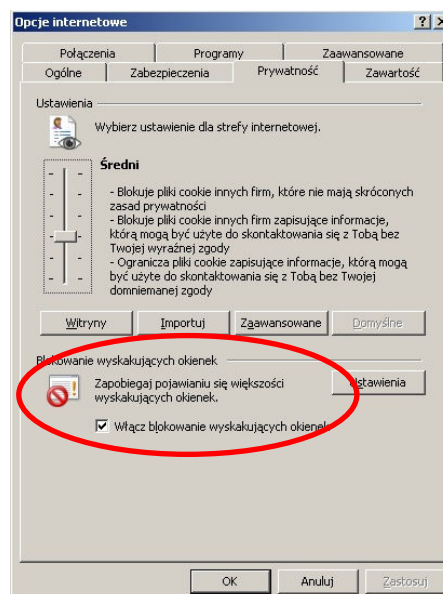 Opcje internetowe
Połączenia Programy Zaawansowane
Ogólne Zabezpieczenia Prywatność Zawartość
Ustawienia
Wybierz ustawienie dla strefy internetowej.
Średni
- Blokuje pliki cookie innych firm, które nie mają skróconych
zasad prywatności
- Blokuje pliki cookie innych firm zapisujące informacje,
którą mogą być użyte do skontaktowania się z Tobą bez
Twojej wyraźnej zgody
- Ogranicza pliki cookie zapisujące informacje, którą mogą
być użyte do skontaktowania się z Tobą bez Twojej
domniemanej zgody
Witryny Importuj Zaawansowane Domyślne
Blokowanie wyskakujących okienek
Zapobiegaj pojawianiu się większości
wyskakujących okienek.
Ustawienia
Włącz blokowanie wyskakujących okienek
OK Anuluj Zastosuj